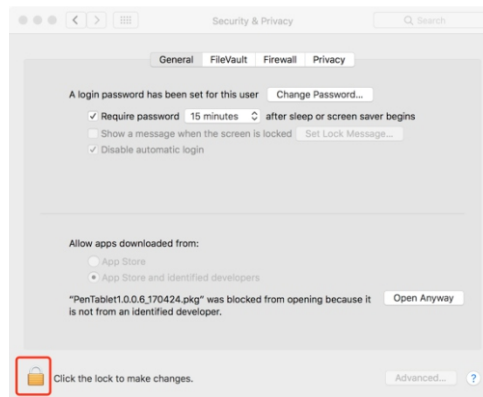 Security & Privacy
Search
General FileVault Firewall Privacy
A login password has been set for this user Change Password...
Require password 15 minutes after sleep or screen saver begins
Show a message when the screen is locked Set Lock Message...
Disable automatic login
Allow apps downloaded from:
App Store
App Store and identified developers
"PenTablet1.0.0.6_170424.pkg" was blocked from opening because it Open Anyway
is not from an identified developer.
Click the lock to make changes. Advanced... ?